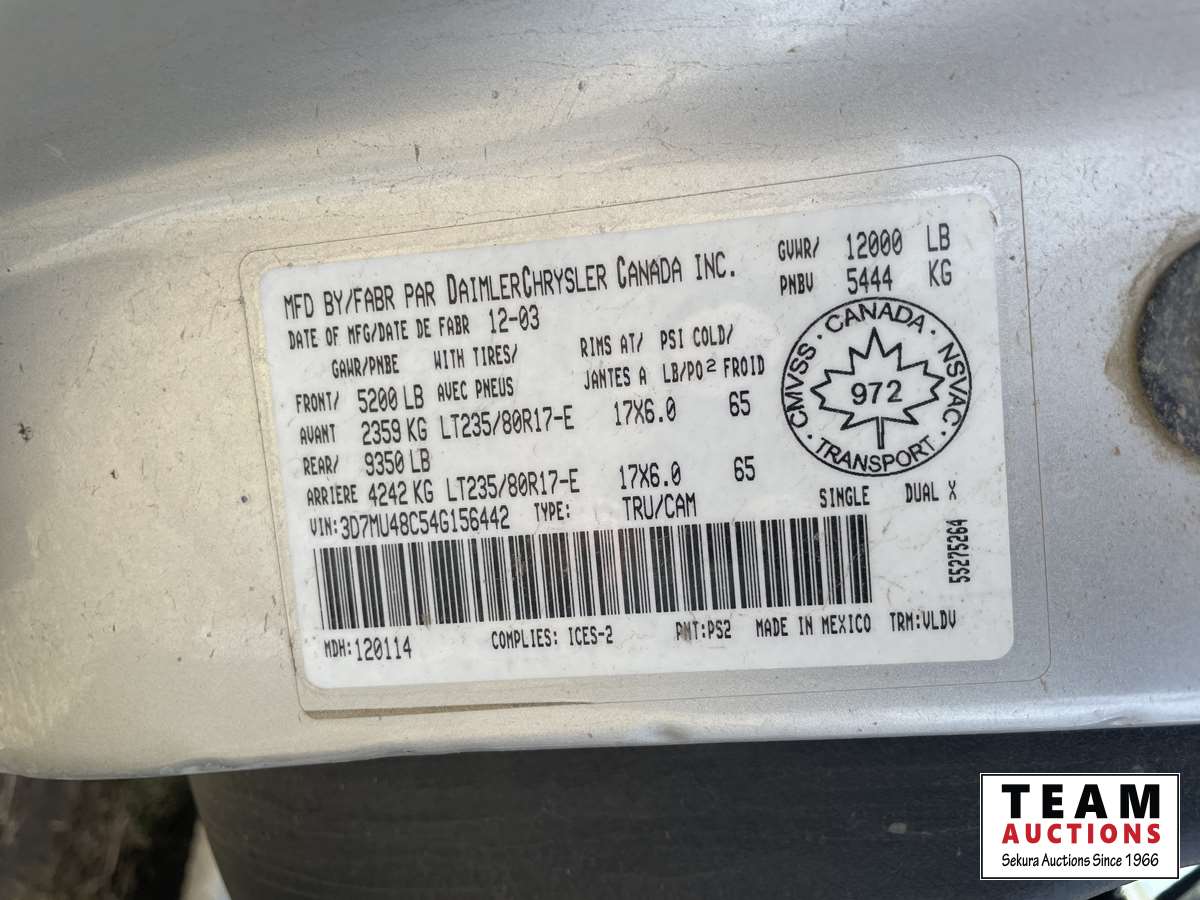 MFD BY/FABR PAR DAIMLERCHRYSLER CANADA INC.
GVWR/ 12000 LB
PNBV 5444 KG
DATE OF MFG/DATE DE FABR 12-03
GAWR/PNBE WITH TIRES/ RIMS AT/ PSI COLD/
AVEC PNEUS JANTES A LB/PO² FROID
FRONT/ 5200 LB
AVANT 2359 KG LT235/80R17-E 17X6.0 65
REAR/ 9350 LB
ARRIERE 4242 KG LT235/80R17-E 17X6.0 65
CMVSS · CANADA · NSVAC · TRANSPORT ·
972
SINGLE DUAL X
VIN:3D7MU48C54G156442 TYPE: TRU/CAM
55275264
MDH:120114 COMPLIES: ICES-2 PNT:PS2 MADE IN MEXICO TRM:VLDV
TEAM
AUCTIONS
Sekura Auctions Since 1966